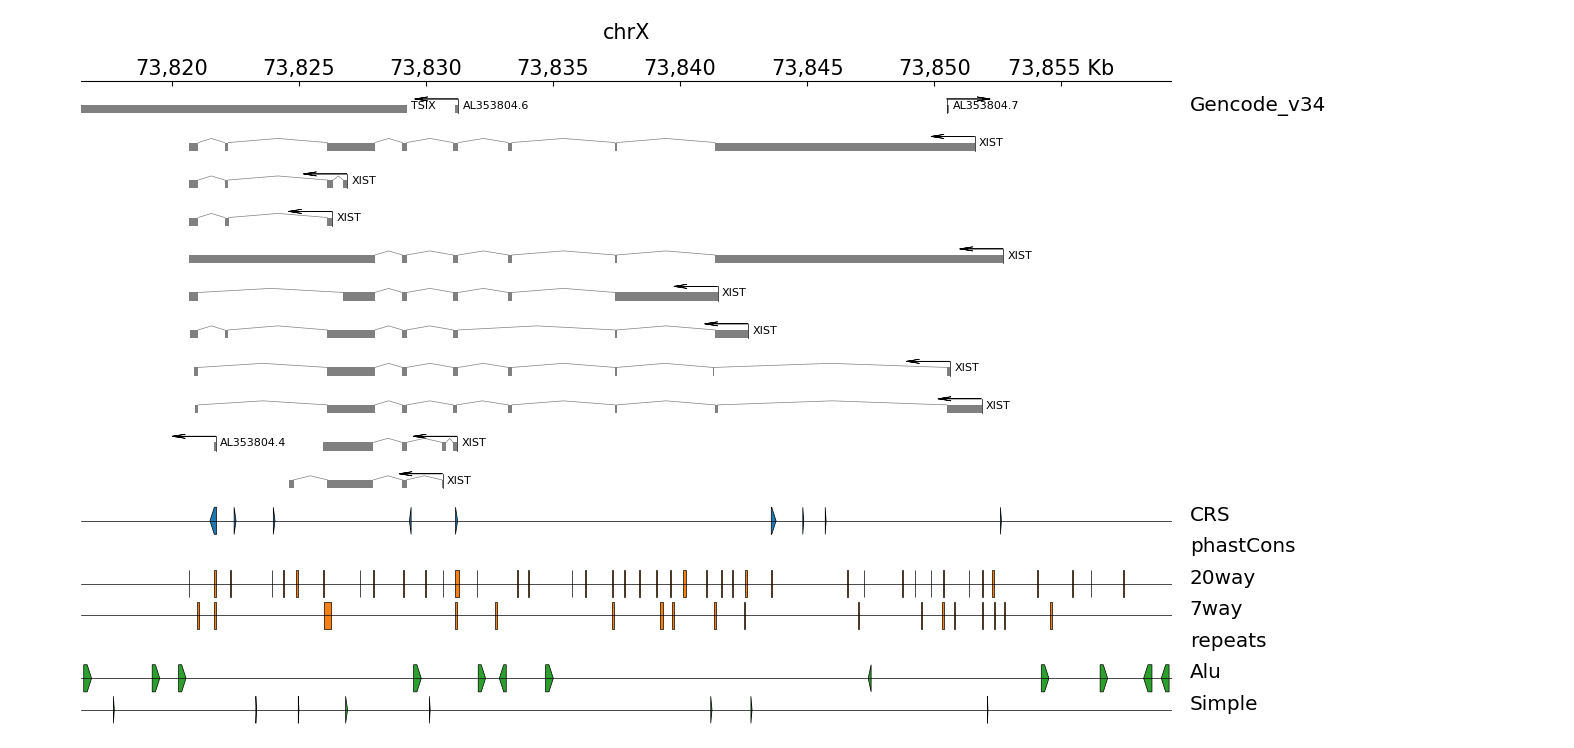 chrX
73,820 73,825 73,830 73,835 73,840 73,845 73,850 73,855 Kb
TSIX AL353804.6 AL353804.7 Gencode_v34
XIST
XIST
XIST
XIST
XIST
XIST
XIST
XIST
AL353804.4 XIST
XIST
CRS
phastCons
20way
7way
repeats
Alu
Simple